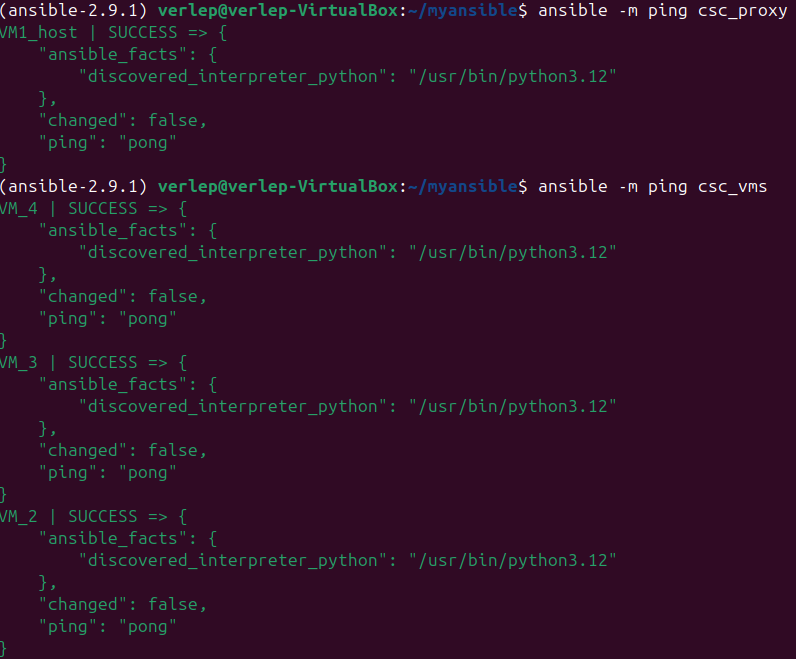 (ansible-2.9.1) verlep@verlep-VirtualBox:~/myansible$ ansible -m ping csc_proxy
VM1_host | SUCCESS => {
    "ansible_facts": {
        "discovered_interpreter_python": "/usr/bin/python3.12"
    },
    "changed": false,
    "ping": "pong"
}
(ansible-2.9.1) verlep@verlep-VirtualBox:~/myansible$ ansible -m ping csc_vms
VM_4 | SUCCESS => {
    "ansible_facts": {
        "discovered_interpreter_python": "/usr/bin/python3.12"
    },
    "changed": false,
    "ping": "pong"
}
VM_3 | SUCCESS => {
    "ansible_facts": {
        "discovered_interpreter_python": "/usr/bin/python3.12"
    },
    "changed": false,
    "ping": "pong"
}
VM_2 | SUCCESS => {
    "ansible_facts": {
        "discovered_interpreter_python": "/usr/bin/python3.12"
    },
    "changed": false,
    "ping": "pong"
}